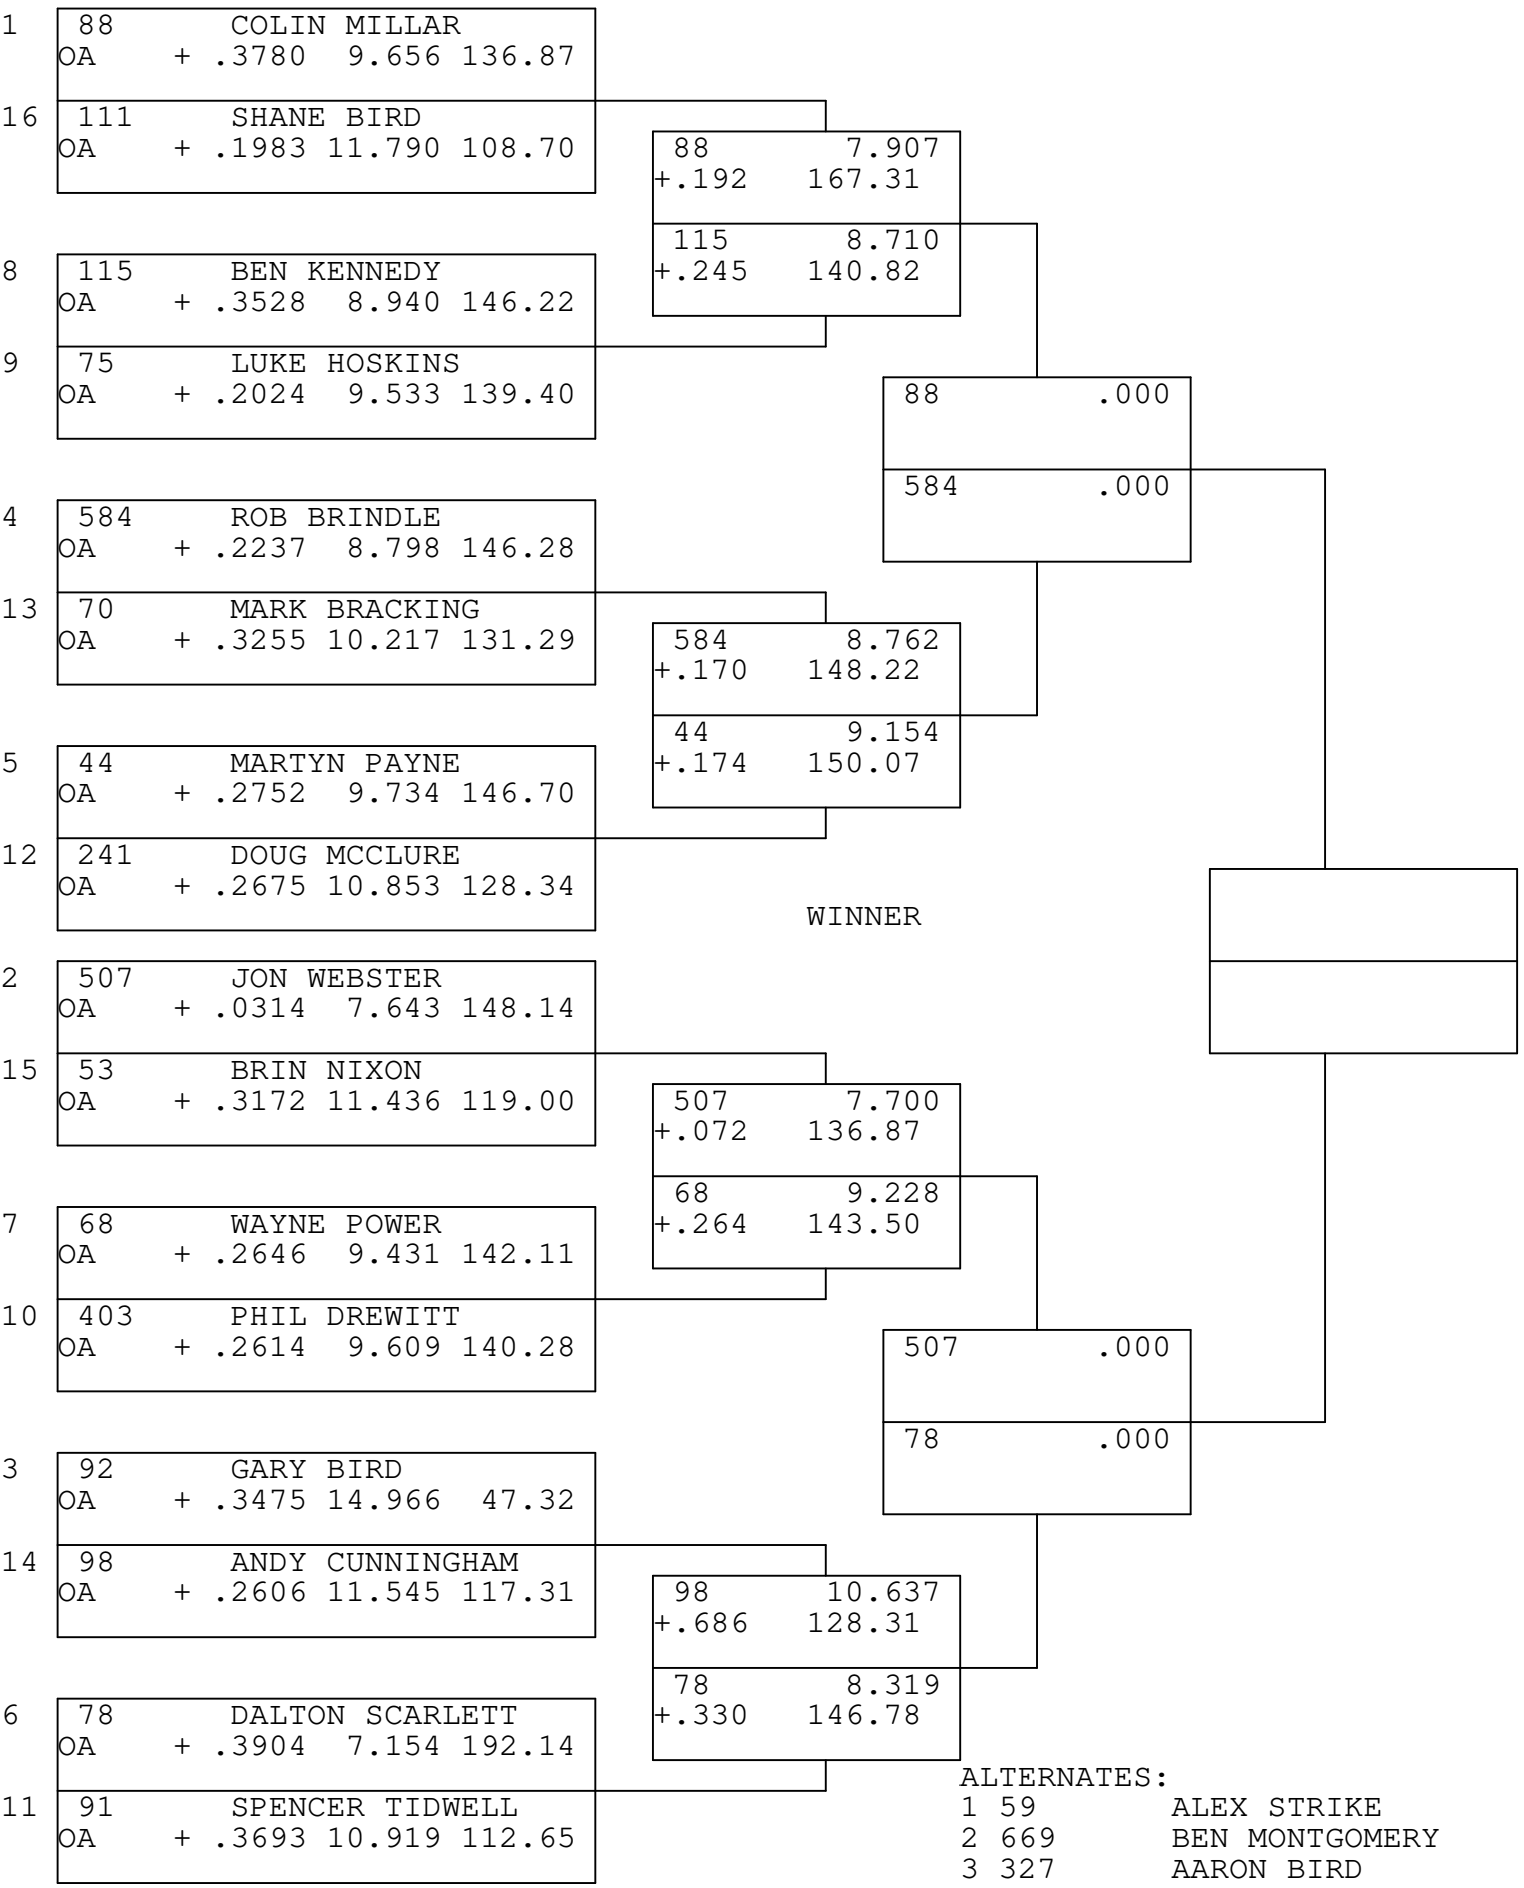 1 88 COLIN MILLAR
OA + .3780 9.656 136.87
16 111 SHANE BIRD
OA + .1983 11.790 108.70
88 7.907
+.192 167.31
115 8.710
+.245 140.82
8 115 BEN KENNEDY
OA + .3528 8.940 146.22
9 75 LUKE HOSKINS
OA + .2024 9.533 139.40
88 .000
584 .000
4 584 ROB BRINDLE
OA + .2237 8.798 146.28
13 70 MARK BRACKING
OA + .3255 10.217 131.29
584 8.762
+.170 148.22
44 9.154
+.174 150.07
5 44 MARTYN PAYNE
OA + .2752 9.734 146.70
12 241 DOUG MCCLURE
OA + .2675 10.853 128.34
WINNER
2 507 JON WEBSTER
OA + .0314 7.643 148.14
15 53 BRIN NIXON
OA + .3172 11.436 119.00
507 7.700
+.072 136.87
68 9.228
+.264 143.50
7 68 WAYNE POWER
OA + .2646 9.431 142.11
10 403 PHIL DREWITT
OA + .2614 9.609 140.28
507 .000
78 .000
3 92 GARY BIRD
OA + .3475 14.966 47.32
14 98 ANDY CUNNINGHAM
OA + .2606 11.545 117.31
98 10.637
+.686 128.31
78 8.319
+.330 146.78
6 78 DALTON SCARLETT
OA + .3904 7.154 192.14
11 91 SPENCER TIDWELL
OA + .3693 10.919 112.65
ALTERNATES:
1 59 ALEX STRIKE
2 669 BEN MONTGOMERY
3 327 AARON BIRD